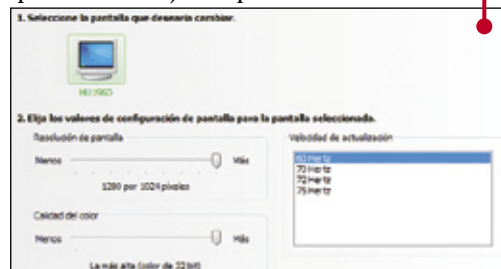 1. Seleccione la pantalla que desearía cambiar.
2. Elija los valores de configuración de pantalla para la pantalla seleccionada.
Resolución de pantalla
Menos
Más
1280 por 1024 píxeles
Velocidad de actualización
60 Hertz
70 Hertz
72 Hertz
75 Hertz
Calidad del color
Menos
Más
La más alta (color de 32 bit)